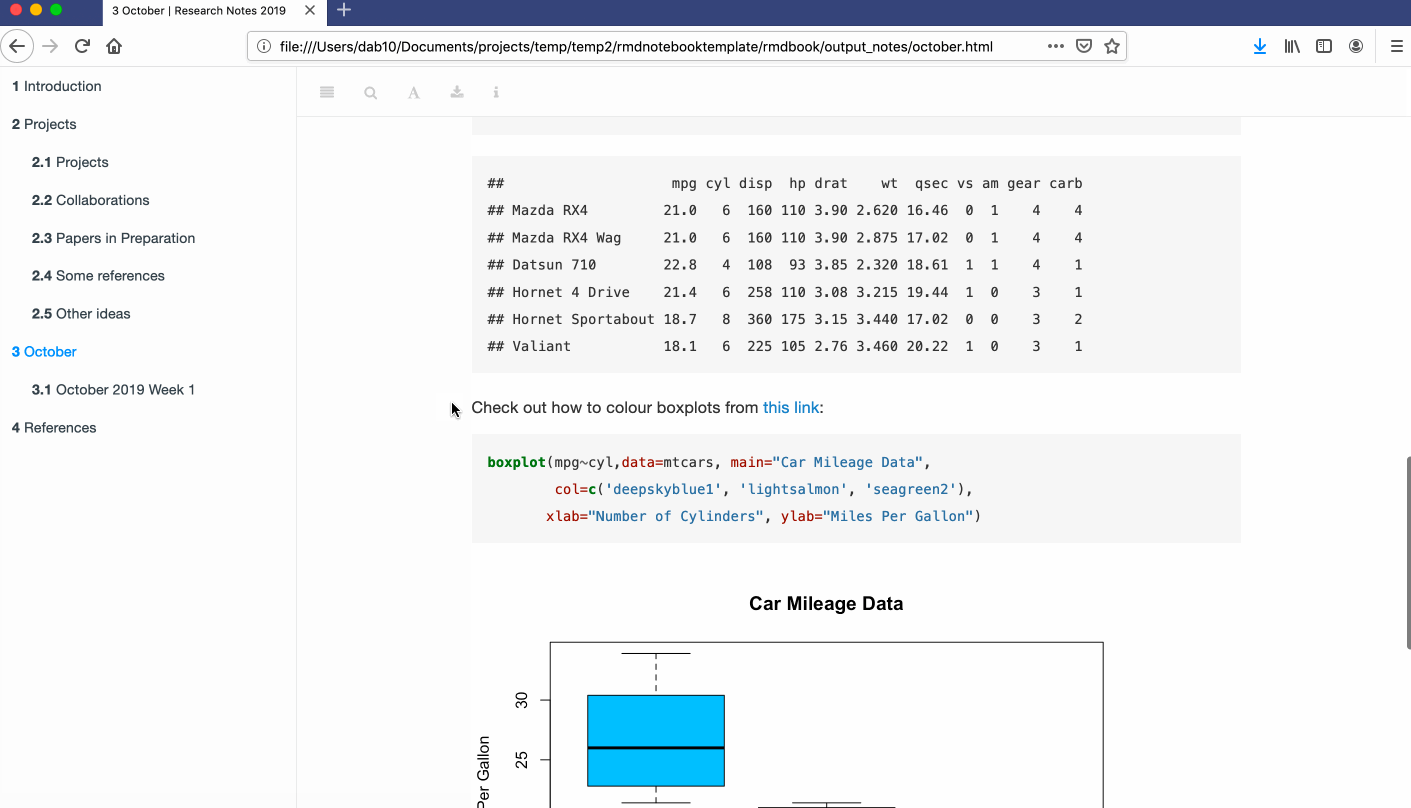 3 October | Research Notes 2019
file:///Users/dab10/Documents/projects/temp/temp2/rmdnotebooktemplate/rmdbook/output_notes/october.html
1 Introduction
2 Projects
2.1 Projects
2.2 Collaborations
2.3 Papers in Preparation
2.4 Some references
2.5 Other ideas
3 October
3.1 October 2019 Week 1
4 References
A
i
##                    mpg cyl disp  hp drat    wt  qsec vs am gear carb
## Mazda RX4         21.0   6  160 110 3.90 2.620 16.46  0  1    4    4
## Mazda RX4 Wag     21.0   6  160 110 3.90 2.875 17.02  0  1    4    4
## Datsun 710        22.8   4  108  93 3.85 2.320 18.61  1  1    4    1
## Hornet 4 Drive    21.4   6  258 110 3.08 3.215 19.44  1  0    3    1
## Hornet Sportabout 18.7   8  360 175 3.15 3.440 17.02  0  0    3    2
## Valiant           18.1   6  225 105 2.76 3.460 20.22  1  0    3    1
Check out how to colour boxplots from this link:
boxplot(mpg~cyl,data=mtcars, main="Car Mileage Data",
        col=c('deepskyblue1', 'lightsalmon', 'seagreen2'),
       xlab="Number of Cylinders", ylab="Miles Per Gallon")
Car Mileage Data
30
25
Per Gallon